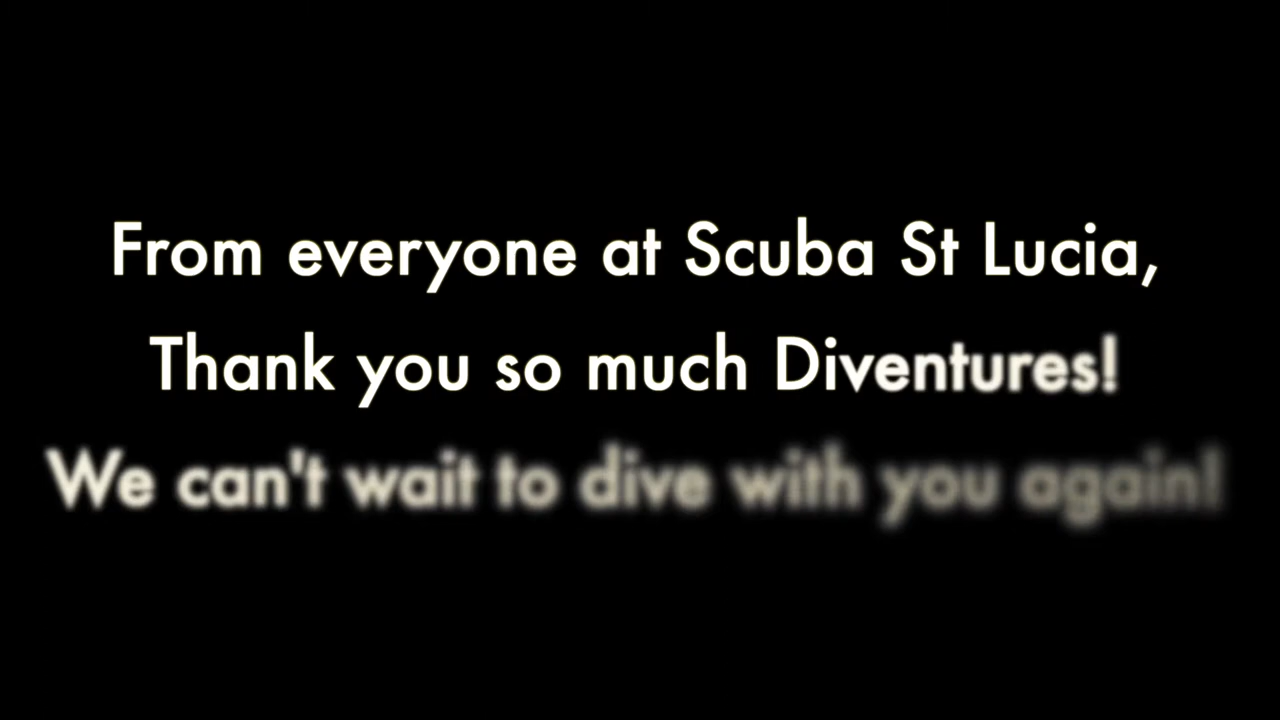 From everyone at Scuba St Lucia,
Thank you so much Diventures!
We can't wait to dive with you again!